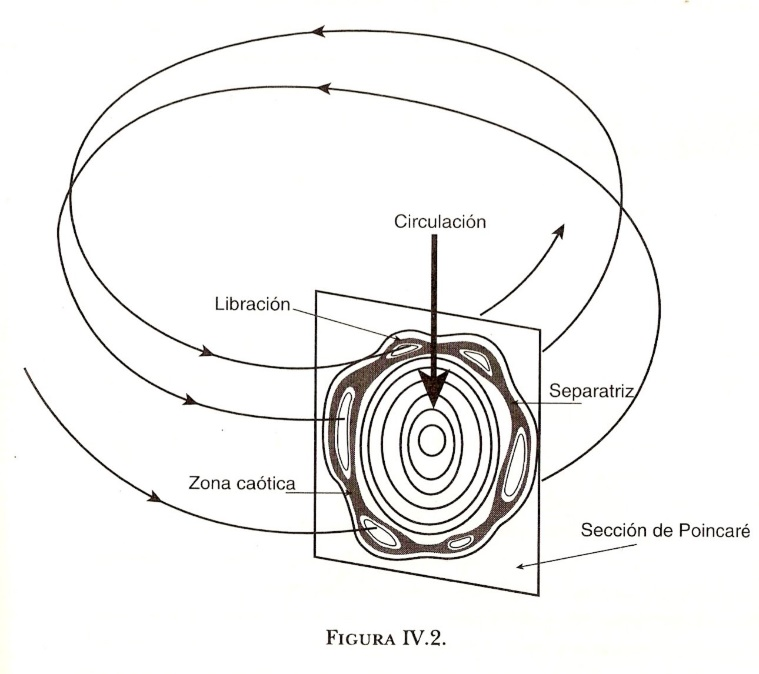 Circulación
Libración
Separatriz
Zona caótica
Sección de Poincaré
FIGURA IV.2.